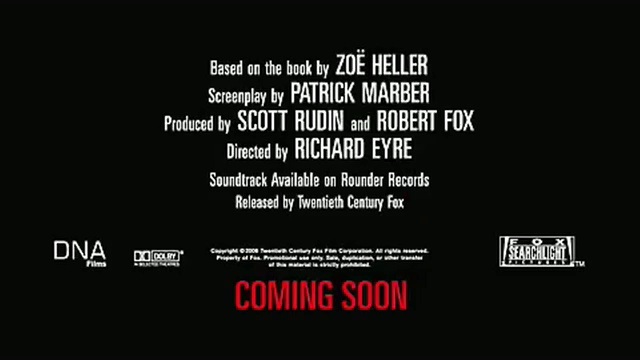 Based on the book by ZOË HELLER
Screenplay by PATRICK MARBER
Produced by SCOTT RUDIN and ROBERT FOX
Directed by RICHARD EYRE
Soundtrack Available on Rounder Records
Released by Twentieth Century Fox
DNA
Films
DOLBY
IN SELECTED THEATRES
Copyright © 2006 Twentieth Century Fox Film Corporation. All rights reserved.
Property of Fox. Promotional use only. Sale, duplication, or other transfer
of this material is strictly prohibited.
FOX
SEARCHLIGHT
PICTURES TM
COMING SOON